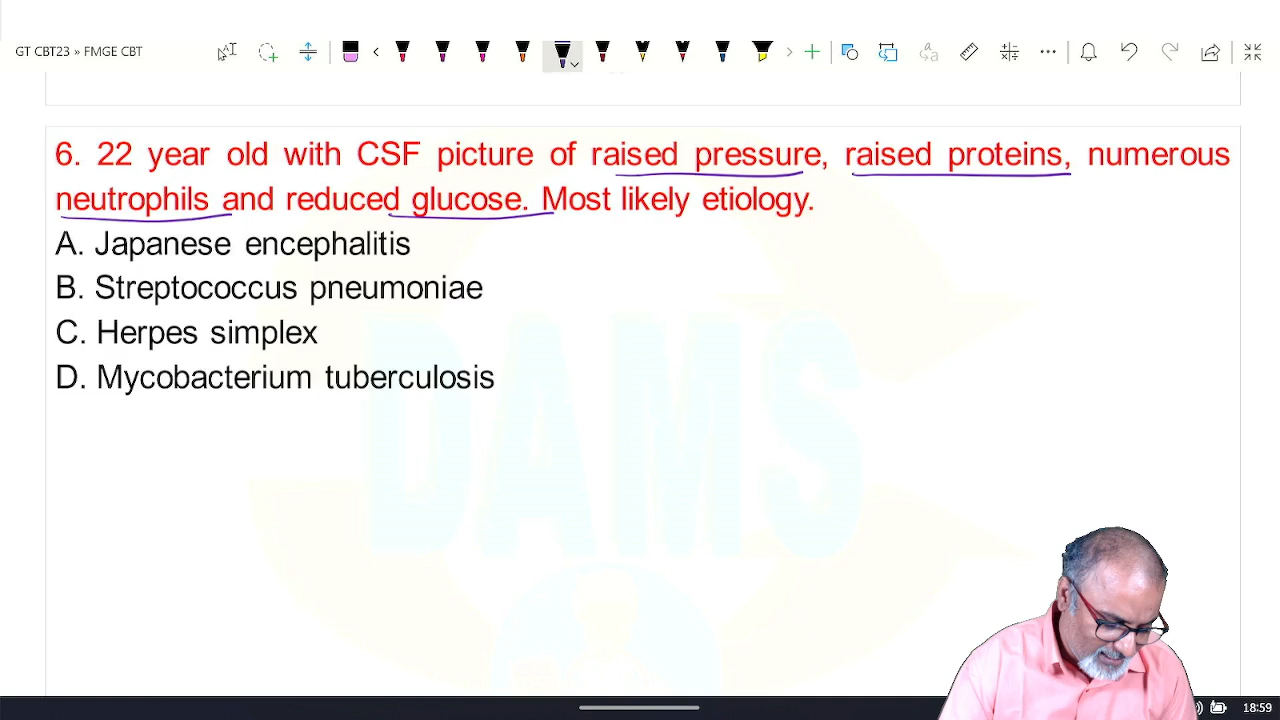 GT CBT23 » FMGE CBT
6. 22 year old with CSF picture of raised pressure, raised proteins, numerous
neutrophils and reduced glucose. Most likely etiology.
A. Japanese encephalitis
B. Streptococcus pneumoniae
C. Herpes simplex
D. Mycobacterium tuberculosis
DAMS
18:59